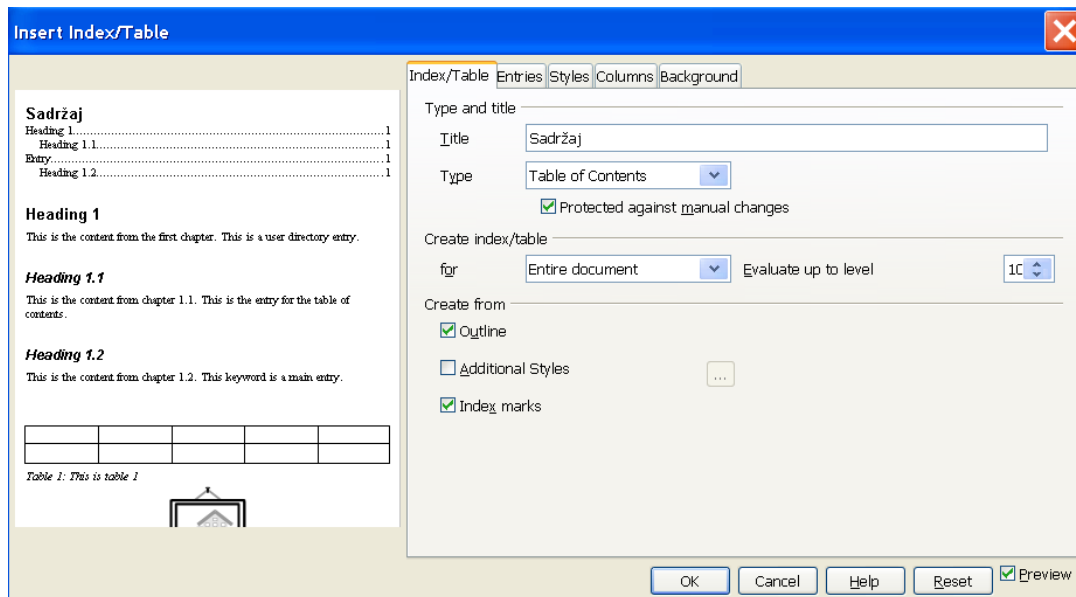 Insert Index/Table
Index/Table Entries Styles Columns Background
Sadržaj
Heading 1..........................................................................................1
Heading 1.1......................................................................................1
Entry.................................................................................................1
Heading 1.2......................................................................................1
Heading 1
This is the content from the first chapter. This is a user directory entry.
Heading 1.1
This is the content from chapter 1.1. This is the entry for the table of
contents.
Heading 1.2
This is the content from chapter 1.2. This keyword is a main entry.
Table 1: This is table 1
Type and title
Title Sadržaj
Type Table of Contents
Protected against manual changes
Create index/table
for Entire document Evaluate up to level 10
Create from
Outline
Additional Styles ...
Index marks
OK Cancel Help Reset Preview